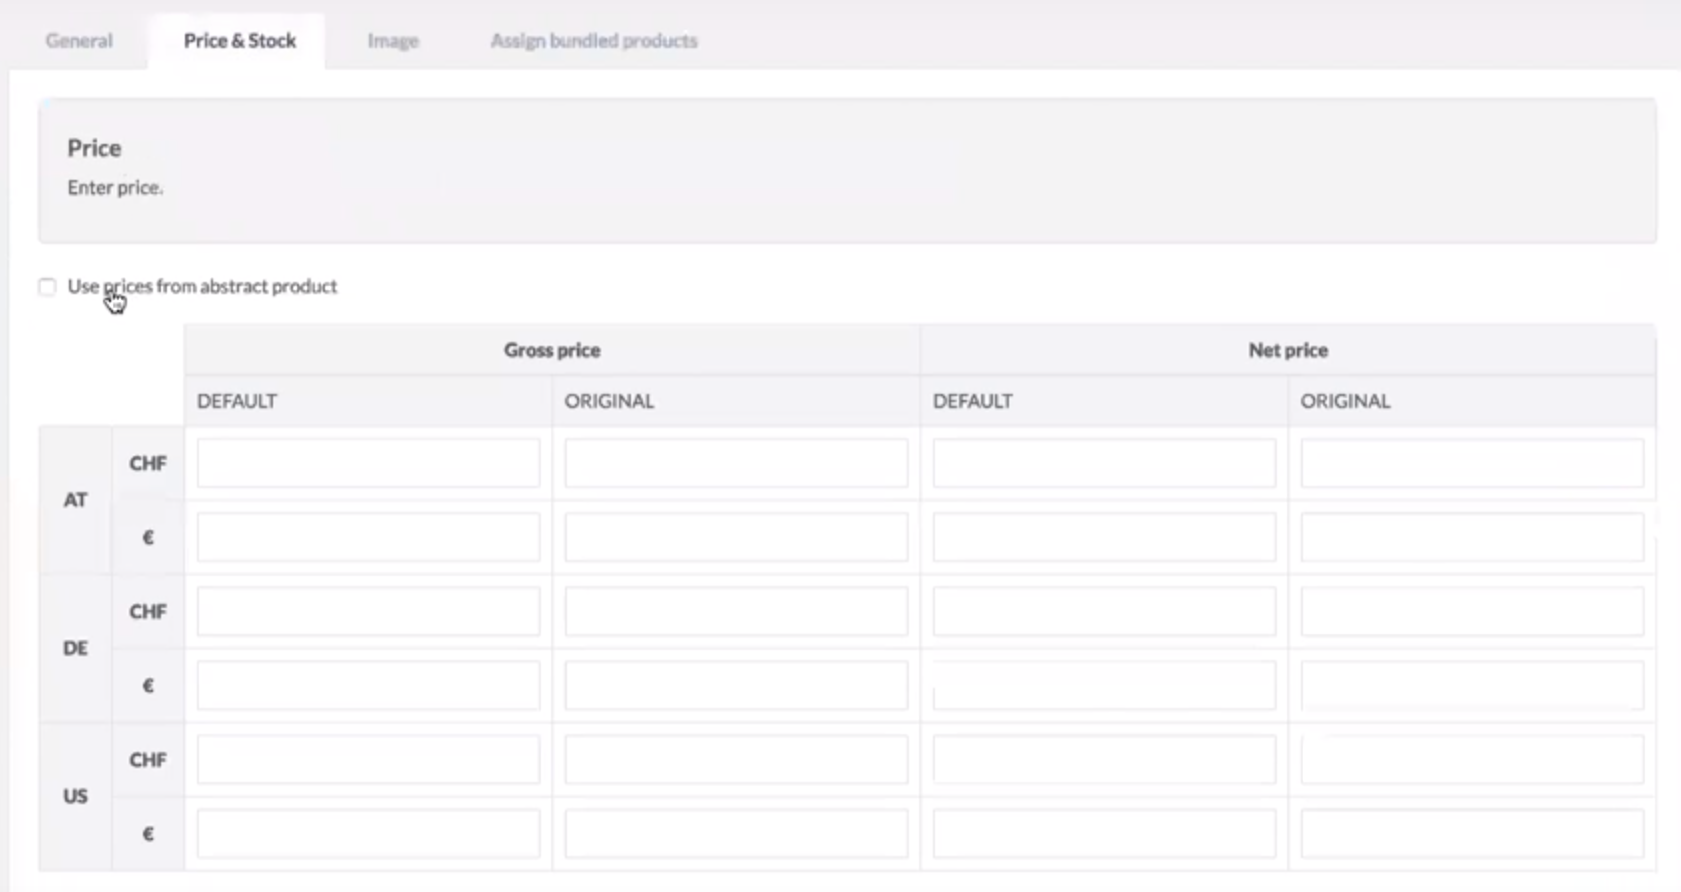 General Price & Stock Image Assign bundled products
Price
Enter price.
Use prices from abstract product
Gross price Net price
DEFAULT ORIGINAL DEFAULT ORIGINAL
CHF
AT
€
CHF
DE
€
CHF
US
€